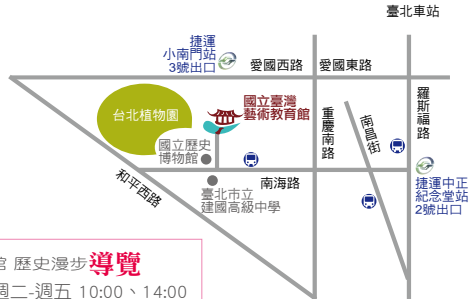 臺北車站
捷運
小南門站
3號出口
愛國西路
愛國東路
台北植物園
國立臺灣
藝術教育館
重慶南路
南昌街
羅斯福路
國立歷史
博物館
和平西路
南海路
臺北市立
建國高級中學
捷運中正
紀念堂站
2號出口
館 歷史漫步導覽
週二-週五 10:00、14:00